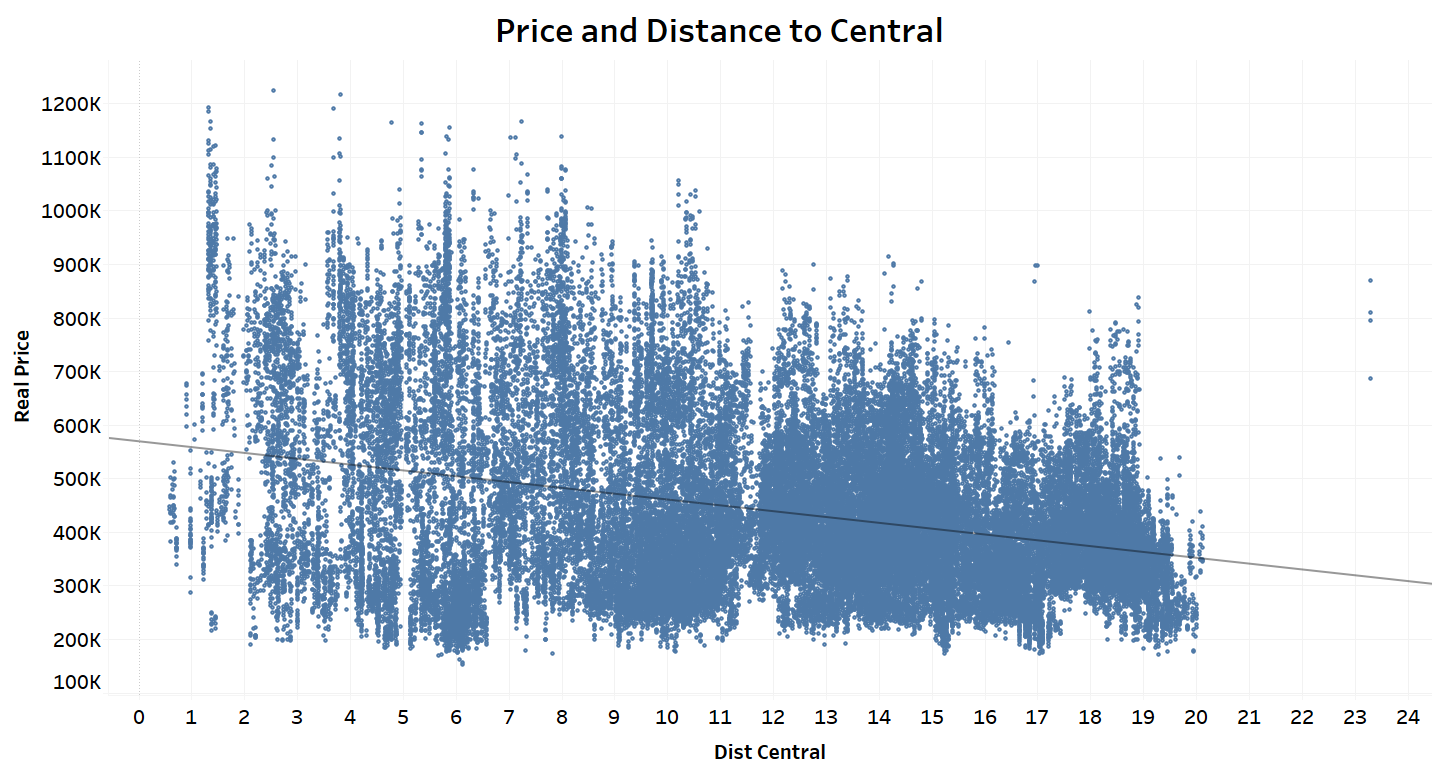 Price and Distance to Central
1200K
1100K
1000K
900K
800K
700K
600K
500K
400K
300K
200K
100K
Real Price
0 1 2 3 4 5 6 7 8 9 10 11 12 13 14 15 16 17 18 19 20 21 22 23 24
Dist Central